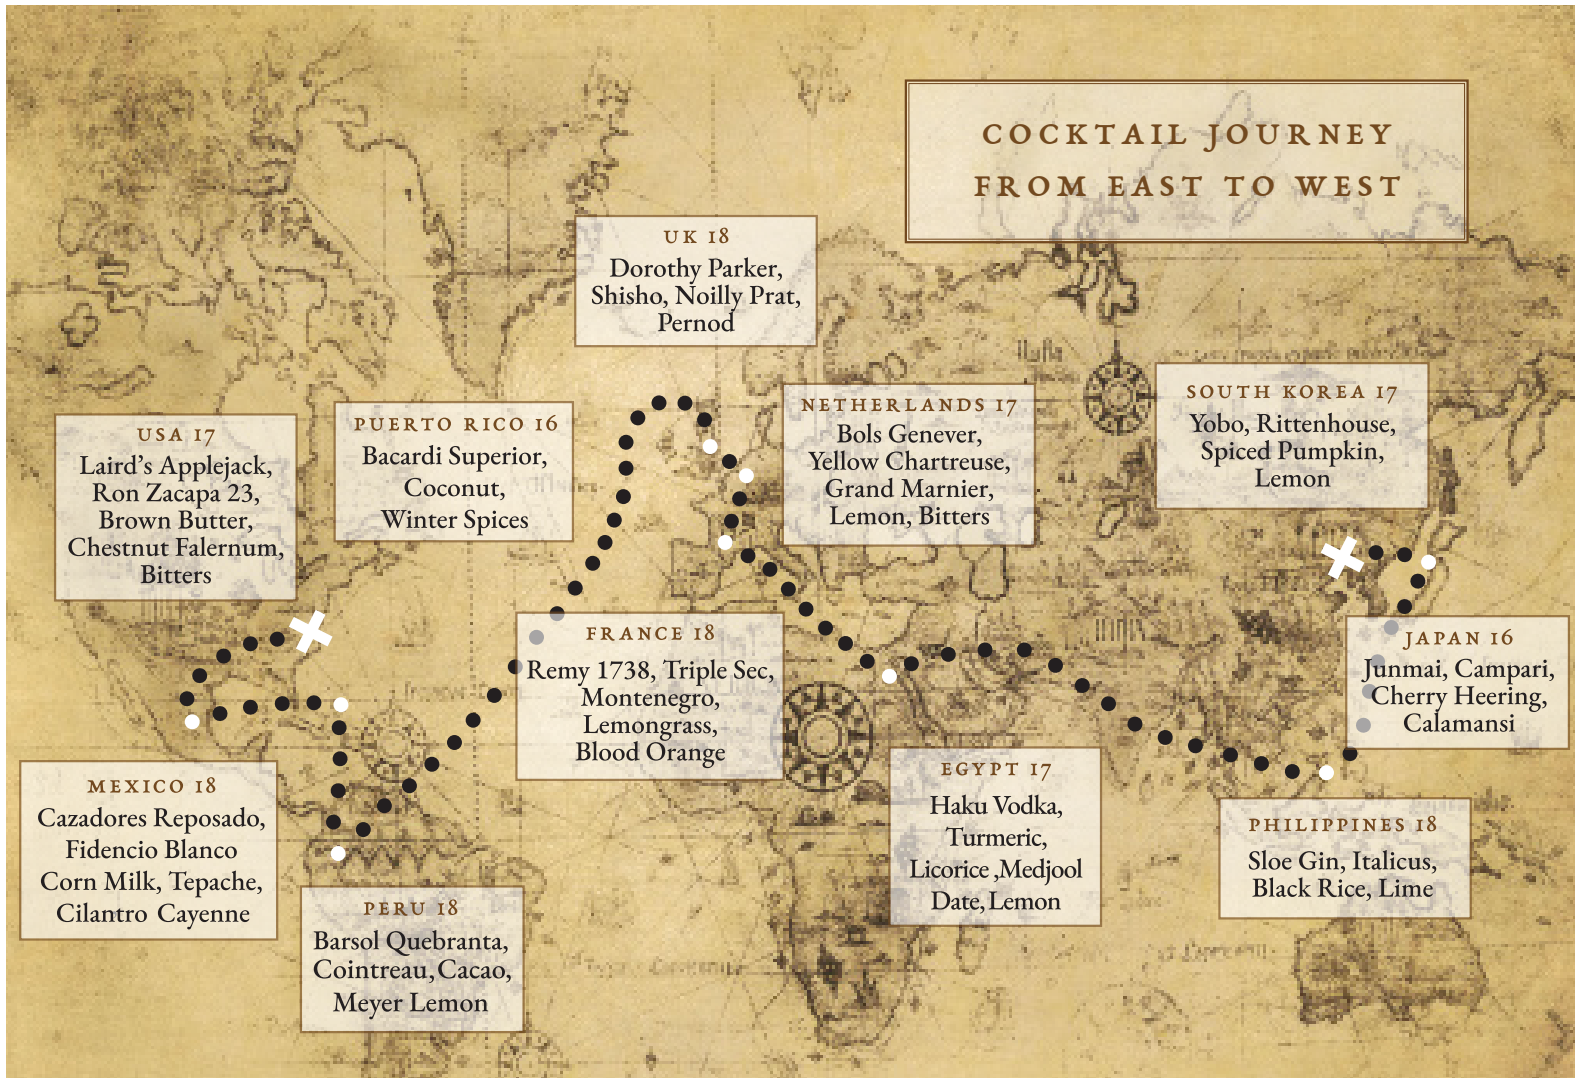 COCKTAIL JOURNEY
FROM EAST TO WEST
UK 18
Dorothy Parker,
Shisho, Noilly Prat,
Pernod
SOUTH KOREA 17
Yobo, Rittenhouse,
Spiced Pumpkin,
Lemon
NETHERLANDS 17
Bols Genever,
Yellow Chartreuse,
Grand Marnier,
Lemon, Bitters
PUERTO RICO 16
Bacardi Superior,
Coconut,
Winter Spices
USA 17
Laird's Applejack,
Ron Zacapa 23,
Brown Butter,
Chestnut Falernum,
Bitters
FRANCE 18
Remy 1738, Triple Sec,
Montenegro,
Lemongrass,
Blood Orange
JAPAN 16
Junmai, Campari,
Cherry Heering,
Calamansi
EGYPT 17
Haku Vodka,
Turmeric,
Licorice ,Medjool
Date, Lemon
MEXICO 18
Cazadores Reposado,
Fidencio Blanco
Corn Milk, Tepache,
Cilantro Cayenne
PHILIPPINES 18
Sloe Gin, Italicus,
Black Rice, Lime
PERU 18
Barsol Quebranta,
Cointreau, Cacao,
Meyer Lemon